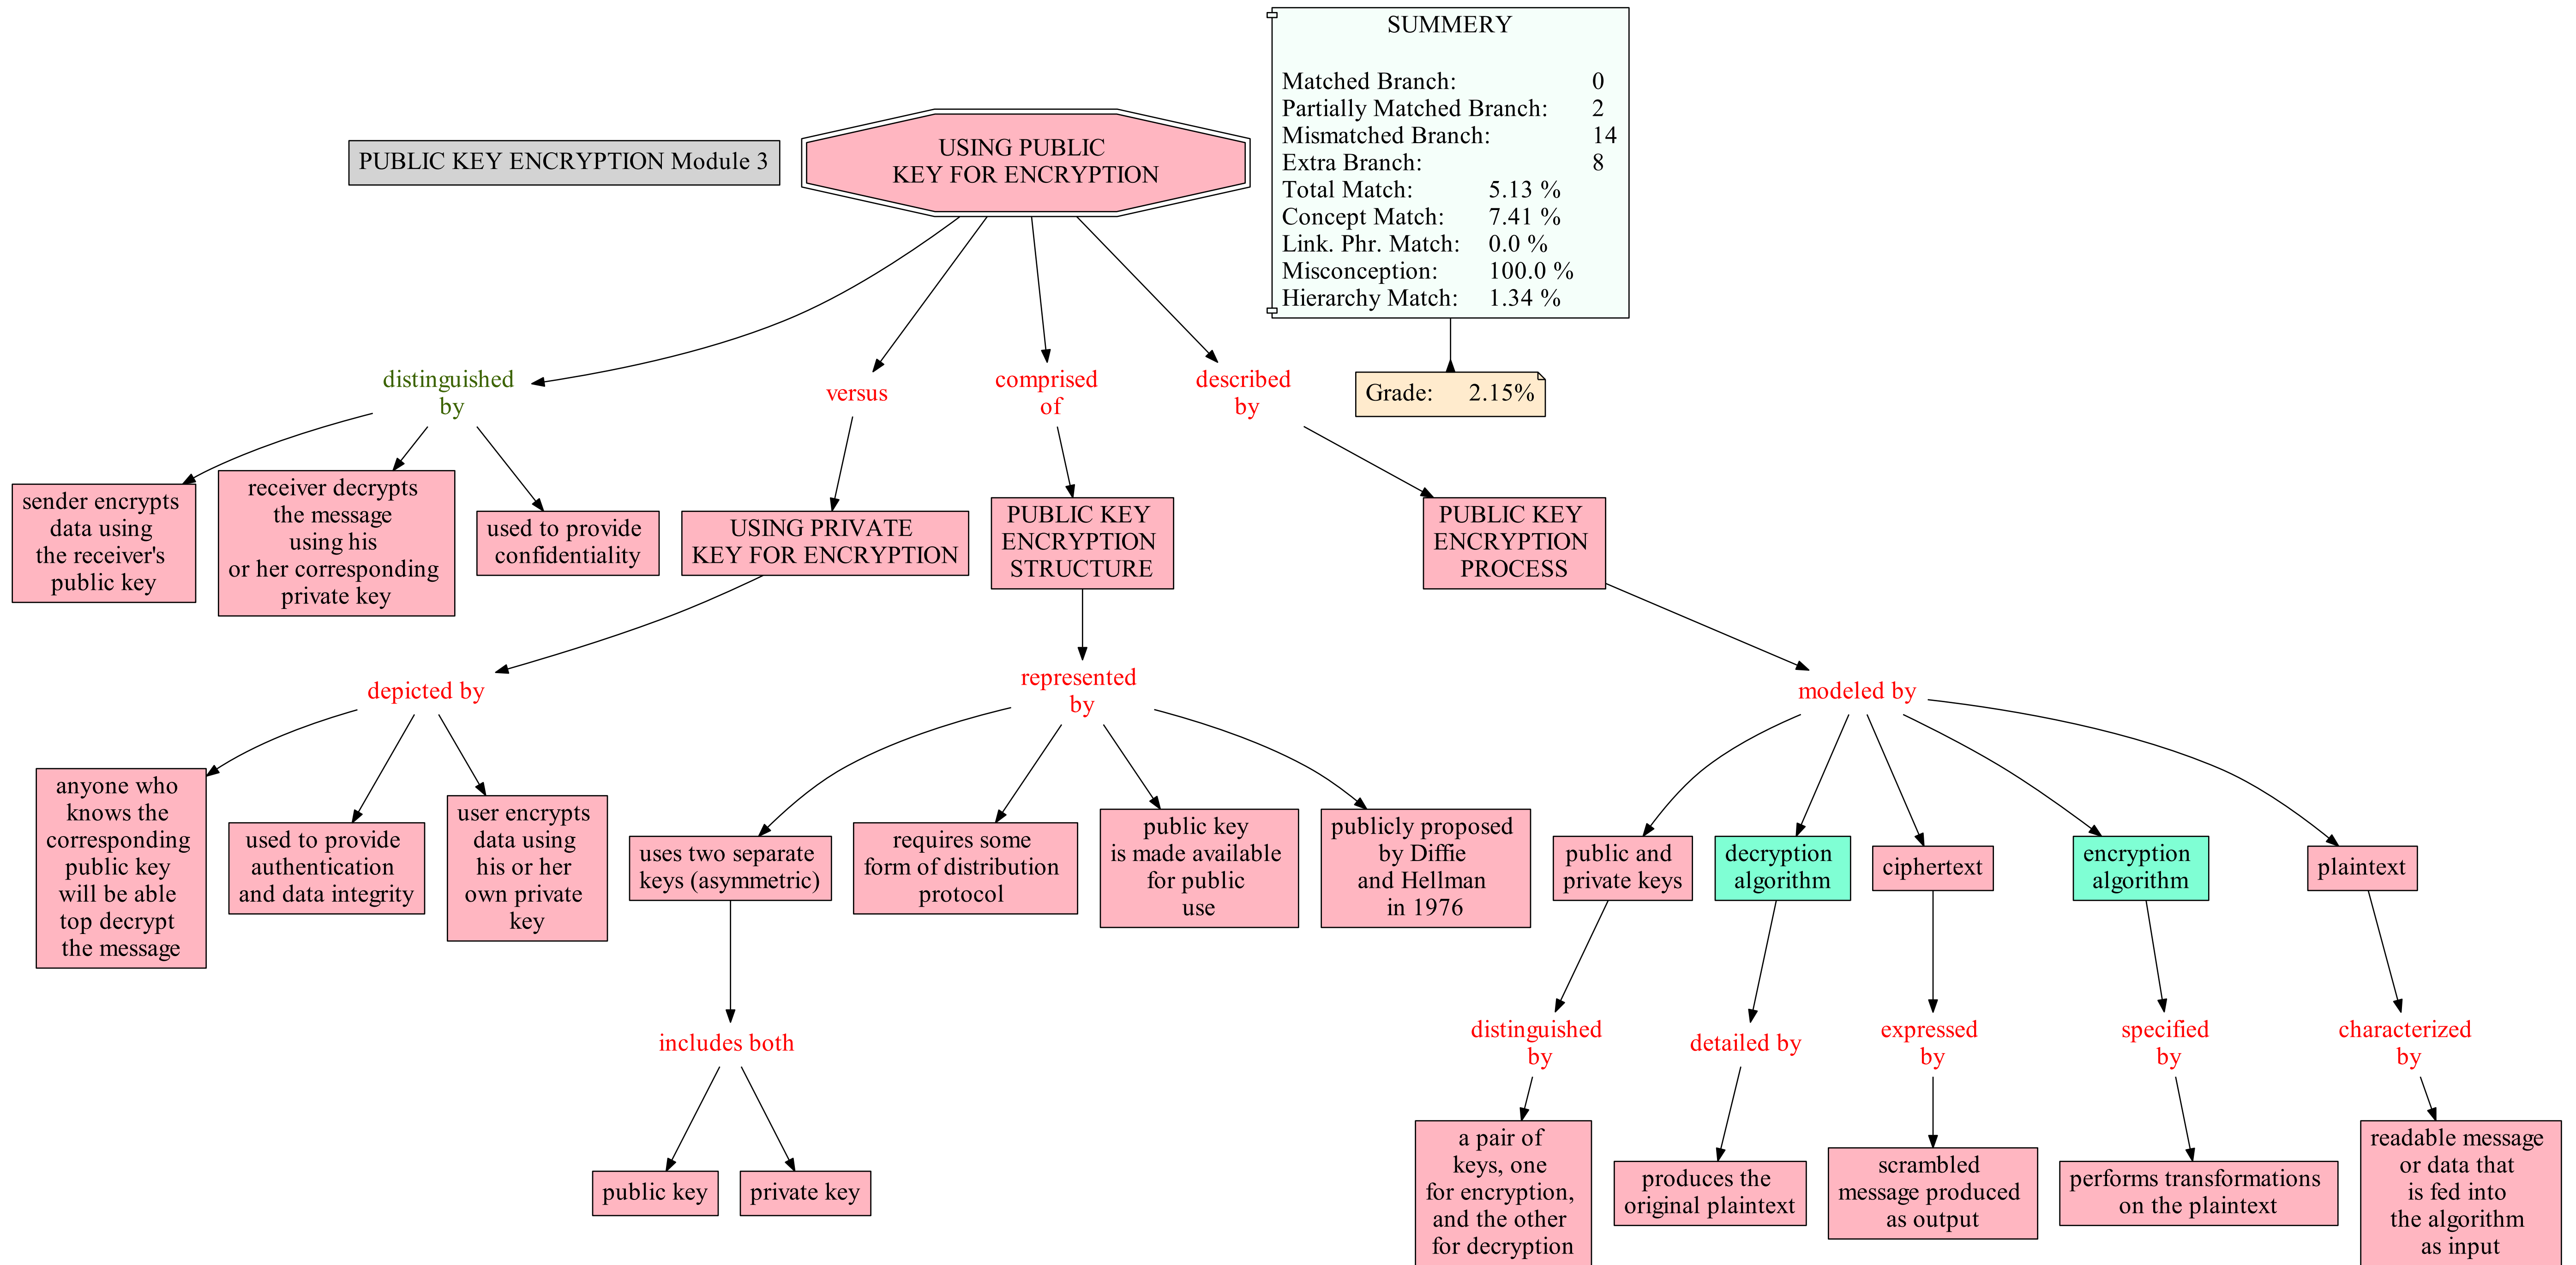 SUMMERY
Matched Branch: 0
Partially Matched Branch: 2
Mismatched Branch: 14
Extra Branch: 8
Total Match: 5.13 %
Concept Match: 7.41 %
Link. Phr. Match: 0.0 %
Misconception: 100.0 %
Hierarchy Match: 1.34 %
PUBLIC KEY ENCRYPTION Module 3
USING PUBLIC
KEY FOR ENCRYPTION
Grade: 2.15%
distinguished
by
versus
comprised
of
described
by
sender encrypts
data using
the receiver's
public key
receiver decrypts
the message
using his
or her corresponding
private key
used to provide
confidentiality
USING PRIVATE
KEY FOR ENCRYPTION
PUBLIC KEY
ENCRYPTION
STRUCTURE
PUBLIC KEY
ENCRYPTION
PROCESS
depicted by
represented
by
modeled by
anyone who
knows the
corresponding
public key
will be able
top decrypt
the message
used to provide
authentication
and data integrity
user encrypts
data using
his or her
own private
key
uses two separate
keys (asymmetric)
requires some
form of distribution
protocol
public key
is made available
for public
use
publicly proposed
by Diffie
and Hellman
in 1976
public and
private keys
decryption
algorithm
ciphertext
encryption
algorithm
plaintext
includes both
distinguished
by
detailed by
expressed
by
specified
by
characterized
by
public key
private key
a pair of
keys, one
for encryption,
and the other
for decryption
produces the
original plaintext
scrambled
message produced
as output
performs transformations
on the plaintext
readable message
or data that
is fed into
the algorithm
as input